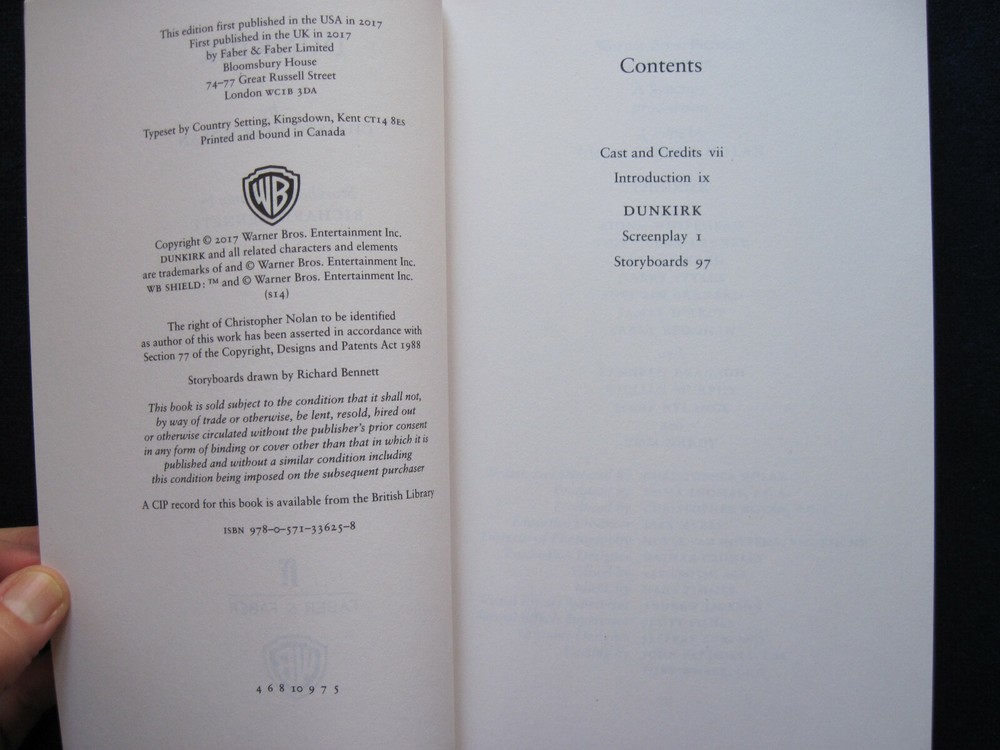 This edition first published in the USA in 2017
First published in the UK in 2017
by Faber & Faber Limited
Bloomsbury House
74–77 Great Russell Street
London WC1B 3DA
Typeset by Country Setting, Kingsdown, Kent CT14 8ES
Printed and bound in Canada
WB
Copyright © 2017 Warner Bros. Entertainment Inc.
DUNKIRK and all related characters and elements
are trademarks of and © Warner Bros. Entertainment Inc.
WB SHIELD: ™ and © Warner Bros. Entertainment Inc.
(s14)
The right of Christopher Nolan to be identified
as author of this work has been asserted in accordance with
Section 77 of the Copyright, Designs and Patents Act 1988
Storyboards drawn by Richard Bennett
This book is sold subject to the condition that it shall not,
by way of trade or otherwise, be lent, resold, hired out
or otherwise circulated without the publisher's prior consent
in any form of binding or cover other than that in which it is
published and without a similar condition including
this condition being imposed on the subsequent purchaser
A CIP record for this book is available from the British Library
ISBN 978–0–571–33625–8
4 6 8 10 9 7 5
Contents
Cast and Credits vii
Introduction ix
DUNKIRK
Screenplay 1
Storyboards 97